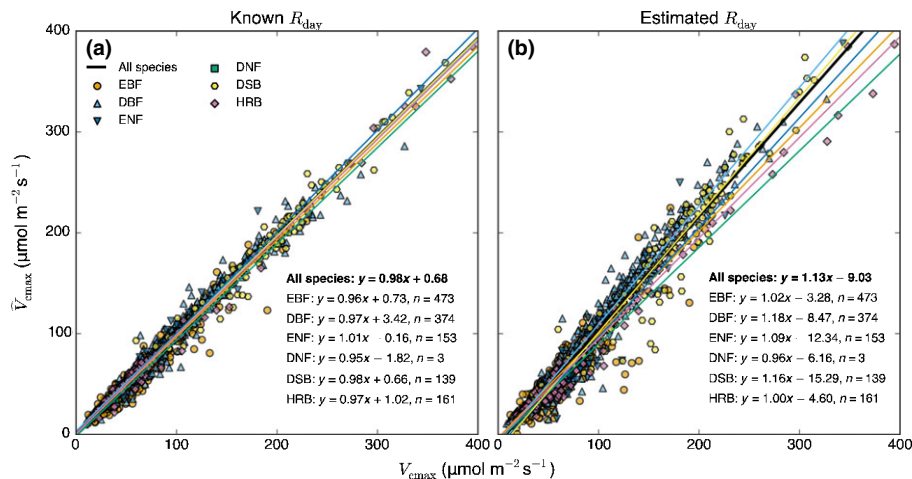 Known R_day
Estimated R_day
(a)
All species
EBF
DBF
ENF
DNF
DSB
HRB
(b)
400
300
200
100
0
V̂_cmax (µmol m⁻² s⁻¹)
All species: y = 0.98x + 0.68
EBF: y = 0.96x + 0.73, n = 473
DBF: y = 0.97x + 3.42, n = 374
ENF: y = 1.01x − 0.16, n = 153
DNF: y = 0.95x − 1.82, n = 3
DSB: y = 0.98x + 0.66, n = 139
HRB: y = 0.97x + 1.02, n = 161
All species: y = 1.13x − 9.03
EBF: y = 1.02x − 3.28, n = 473
DBF: y = 1.18x − 8.47, n = 374
ENF: y = 1.09x − 12.34, n = 153
DNF: y = 0.96x − 6.16, n = 3
DSB: y = 1.16x − 15.29, n = 139
HRB: y = 1.00x − 4.60, n = 161
0 100 200 300 400 0 100 200 300 400
V_cmax (µmol m⁻² s⁻¹)